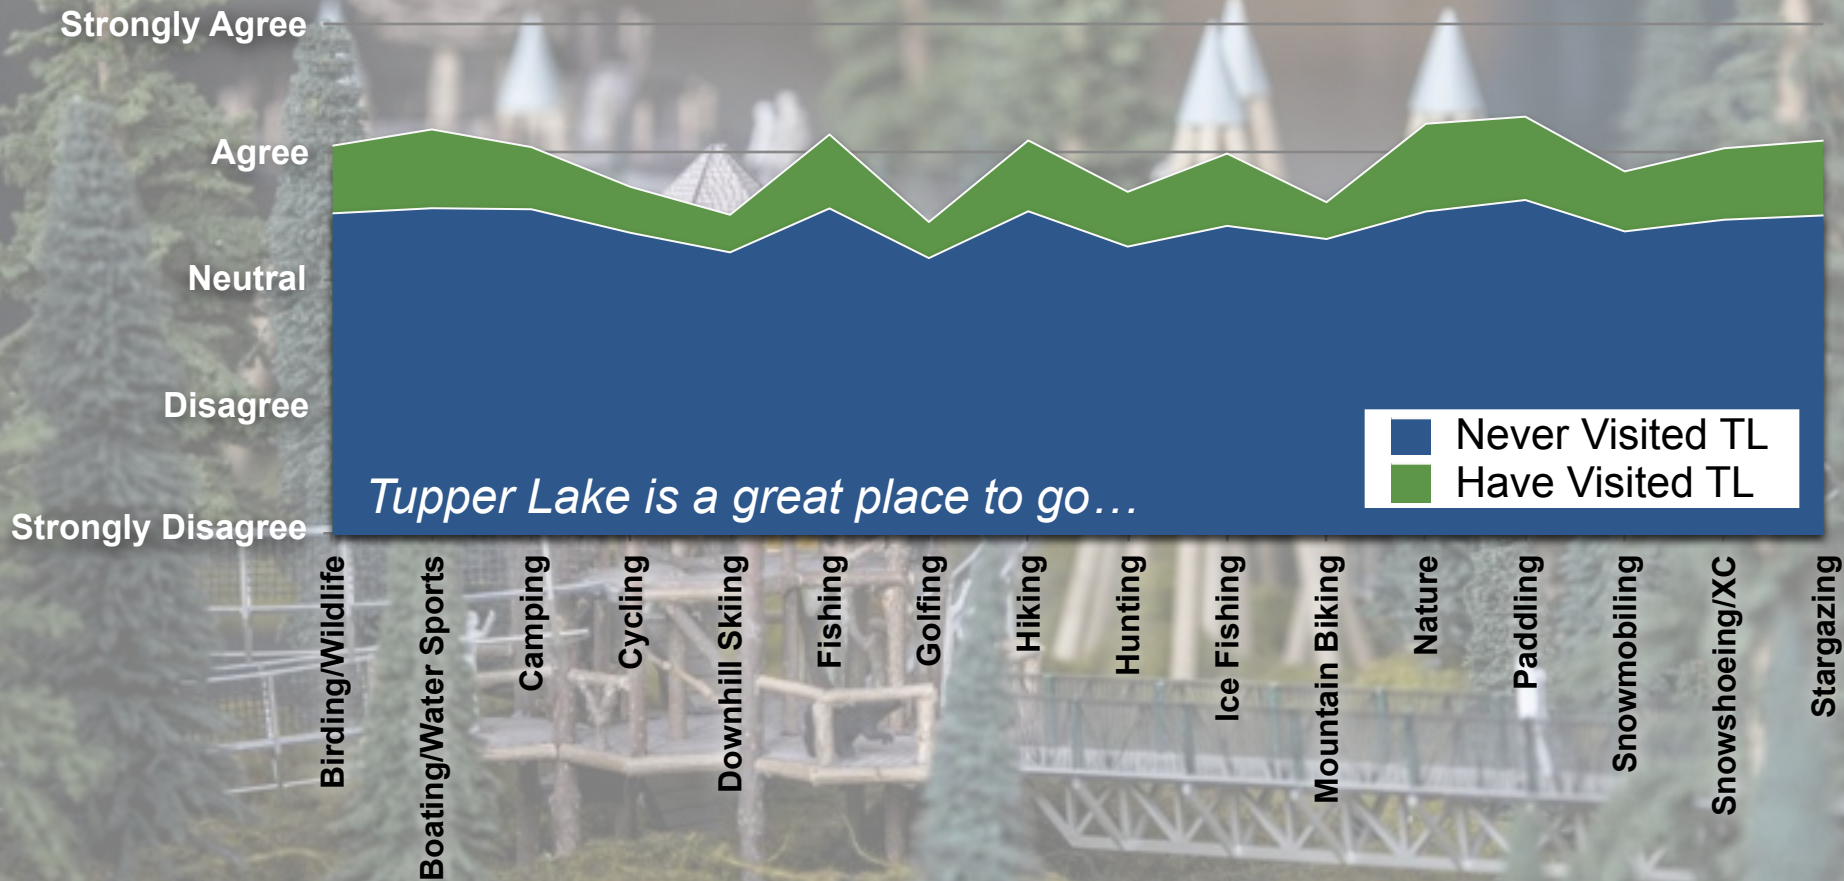 Strongly Agree
Agree
Neutral
Disagree
Strongly Disagree
Tupper Lake is a great place to go…
Never Visited TL
Have Visited TL
Birding/Wildlife
Boating/Water Sports
Camping
Cycling
Downhill Skiing
Fishing
Golfing
Hiking
Hunting
Ice Fishing
Mountain Biking
Nature
Paddling
Snowmobiling
Snowshoeing/XC
Stargazing